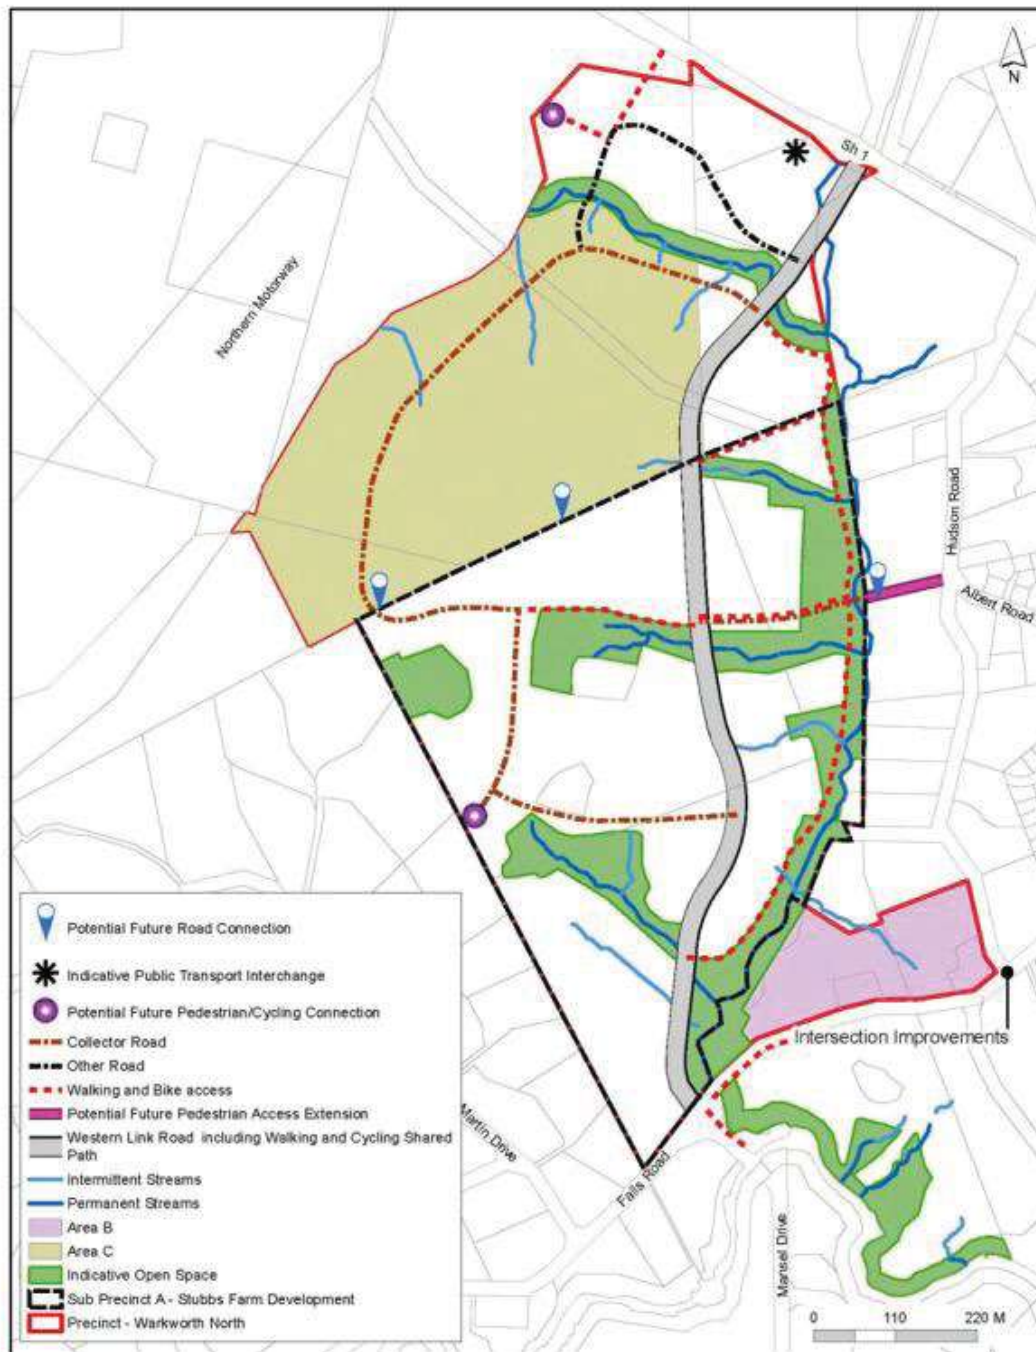 N
Sh 1
Northern Motorway
Hudson Road
Albert Road
Intersection Improvements
Martin Drive
Falls Road
Mansel Drive
0 110 220 M
Potential Future Road Connection
Indicative Public Transport Interchange
Potential Future Pedestrian/Cycling Connection
Collector Road
Other Road
Walking and Bike access
Potential Future Pedestrian Access Extension
Western Link Road including Walking and Cycling Shared
Path
Intermittent Streams
Permanent Streams
Area B
Area C
Indicative Open Space
Sub Precinct A - Stubbs Farm Development
Precinct - Warkworth North